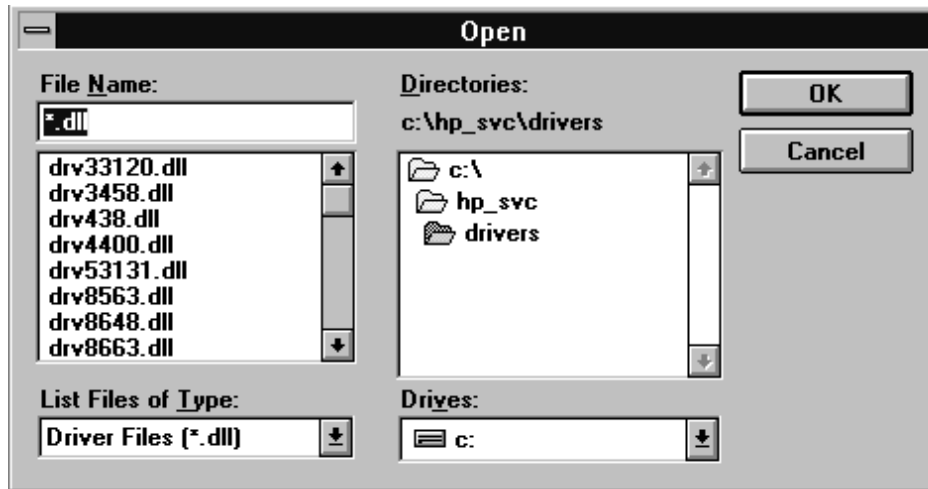 Open
File Name:
*.dll
drv33120.dll
drv3458.dll
drv438.dll
drv4400.dll
drv53131.dll
drv8563.dll
drv8648.dll
drv8663.dll
List Files of Type:
Driver Files (*.dll)
Directories:
c:\hp_svc\drivers
c:\
hp_svc
drivers
Drives:
c:
OK
Cancel